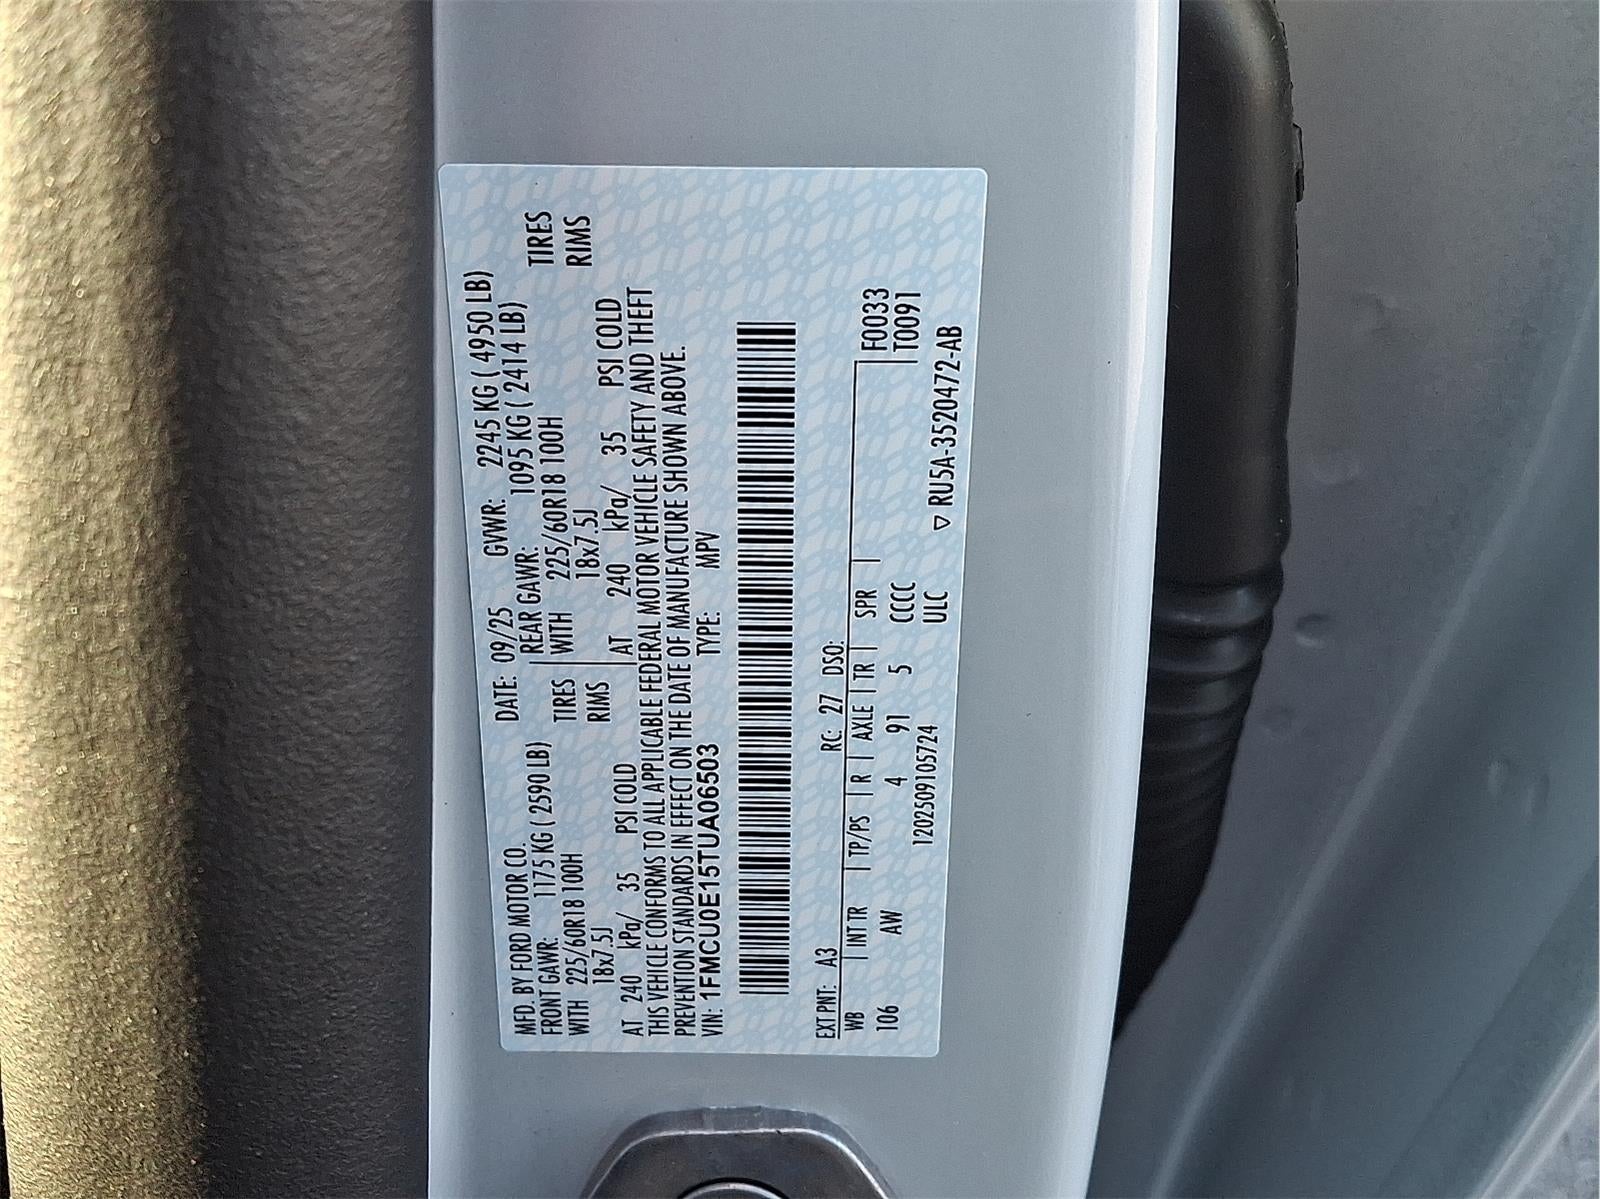 MFD. BY FORD MOTOR CO. DATE: 09/25 GVWR: 2245 KG ( 4950 LB)
FRONT GAWR: 1175 KG ( 2590 LB) REAR GAWR: 1095 KG ( 2414 LB)
WITH 225/60R18 100H TIRES WITH 225/60R18 100H TIRES
18x7.5J RIMS 18x7.5J RIMS
AT 240 kPa/ 35 PSI COLD AT 240 kPa/ 35 PSI COLD
THIS VEHICLE CONFORMS TO ALL APPLICABLE FEDERAL MOTOR VEHICLE SAFETY AND THEFT
PREVENTION STANDARDS IN EFFECT ON THE DATE OF MANUFACTURE SHOWN ABOVE.
VIN: 1FMCU0E15TUA06503 TYPE: MPV
EXT PNT: A3 RC: 27 DSO:
WB INT TR TP/PS R AXLE TR SPR F0033
106 AW 4 91 5 CCCC T0091
1202509105724 ULC ▽ RU5A-3520472-AB